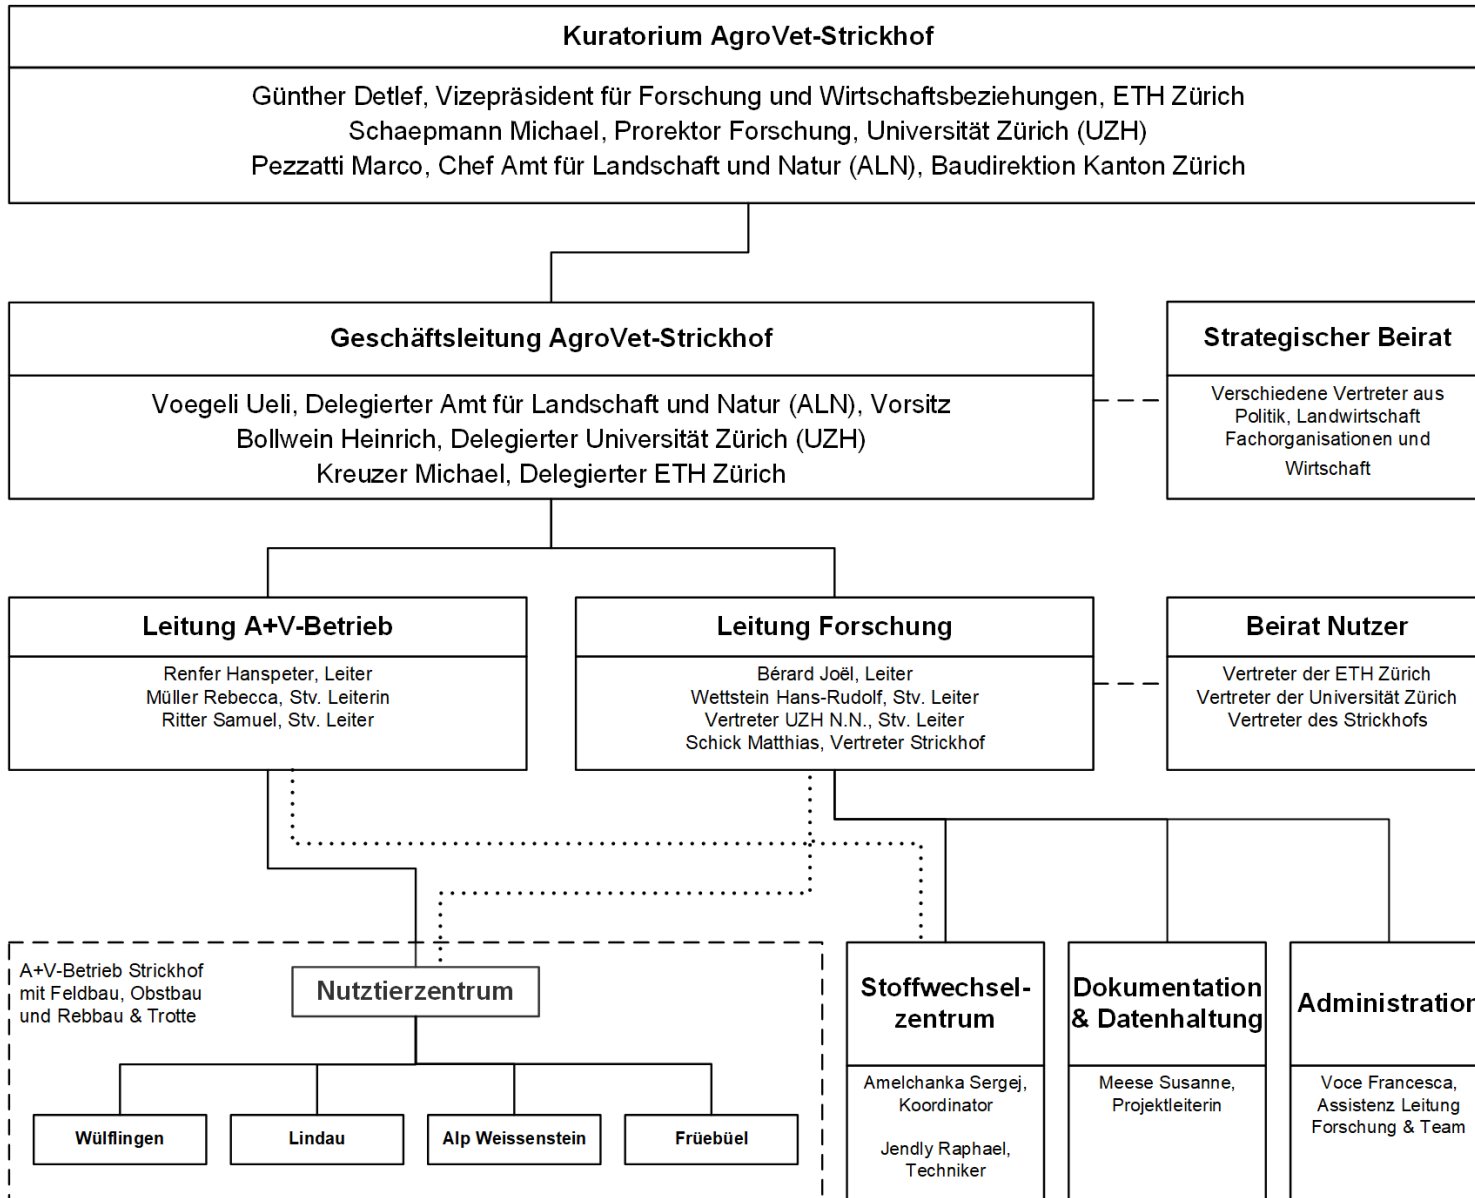 Kuratorium AgroVet-Strickhof
Günther Detlef, Vizepräsident für Forschung und Wirtschaftsbeziehungen, ETH Zürich
Schaepmann Michael, Prorektor Forschung, Universität Zürich (UZH)
Pezzatti Marco, Chef Amt für Landschaft und Natur (ALN), Baudirektion Kanton Zürich
Geschäftsleitung AgroVet-Strickhof
Voegeli Ueli, Delegierter Amt für Landschaft und Natur (ALN), Vorsitz
Bollwein Heinrich, Delegierter Universität Zürich (UZH)
Kreuzer Michael, Delegierter ETH Zürich
Strategischer Beirat
Verschiedene Vertreter aus
Politik, Landwirtschaft
Fachorganisationen und
Wirtschaft
Leitung A+V-Betrieb
Renfer Hanspeter, Leiter
Müller Rebecca, Stv. Leiterin
Ritter Samuel, Stv. Leiter
Leitung Forschung
Bérard Joël, Leiter
Wettstein Hans-Rudolf, Stv. Leiter
Vertreter UZH N.N., Stv. Leiter
Schick Matthias, Vertreter Strickhof
Beirat Nutzer
Vertreter der ETH Zürich
Vertreter der Universität Zürich
Vertreter des Strickhofs
A+V-Betrieb Strickhof
mit Feldbau, Obstbau
und Rebbau & Trotte
Nutztierzentrum
Wülflingen
Lindau
Alp Weissenstein
Früebüel
Stoffwechsel-
zentrum
Amelchanka Sergej,
Koordinator
Jendly Raphael,
Techniker
Dokumentation
& Datenhaltung
Meese Susanne,
Projektleiterin
Administration
Voce Francesca,
Assistenz Leitung
Forschung & Team